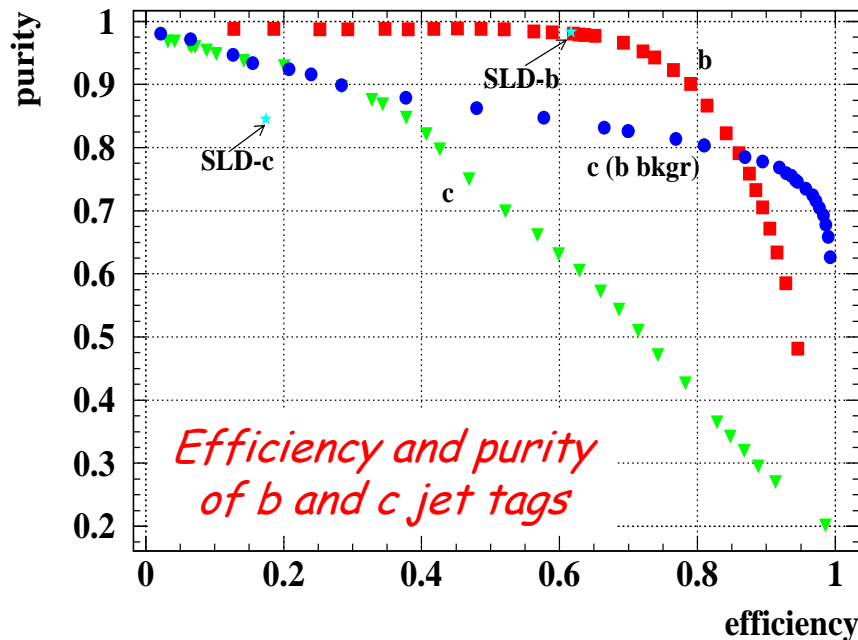 purity
1
0.9
0.8
0.7
0.6
0.5
0.4
0.3
0.2
SLD-b
b
SLD-c
c (b bkgr)
c
Efficiency and purity
of b and c jet tags
0 0.2 0.4 0.6 0.8 1
efficiency